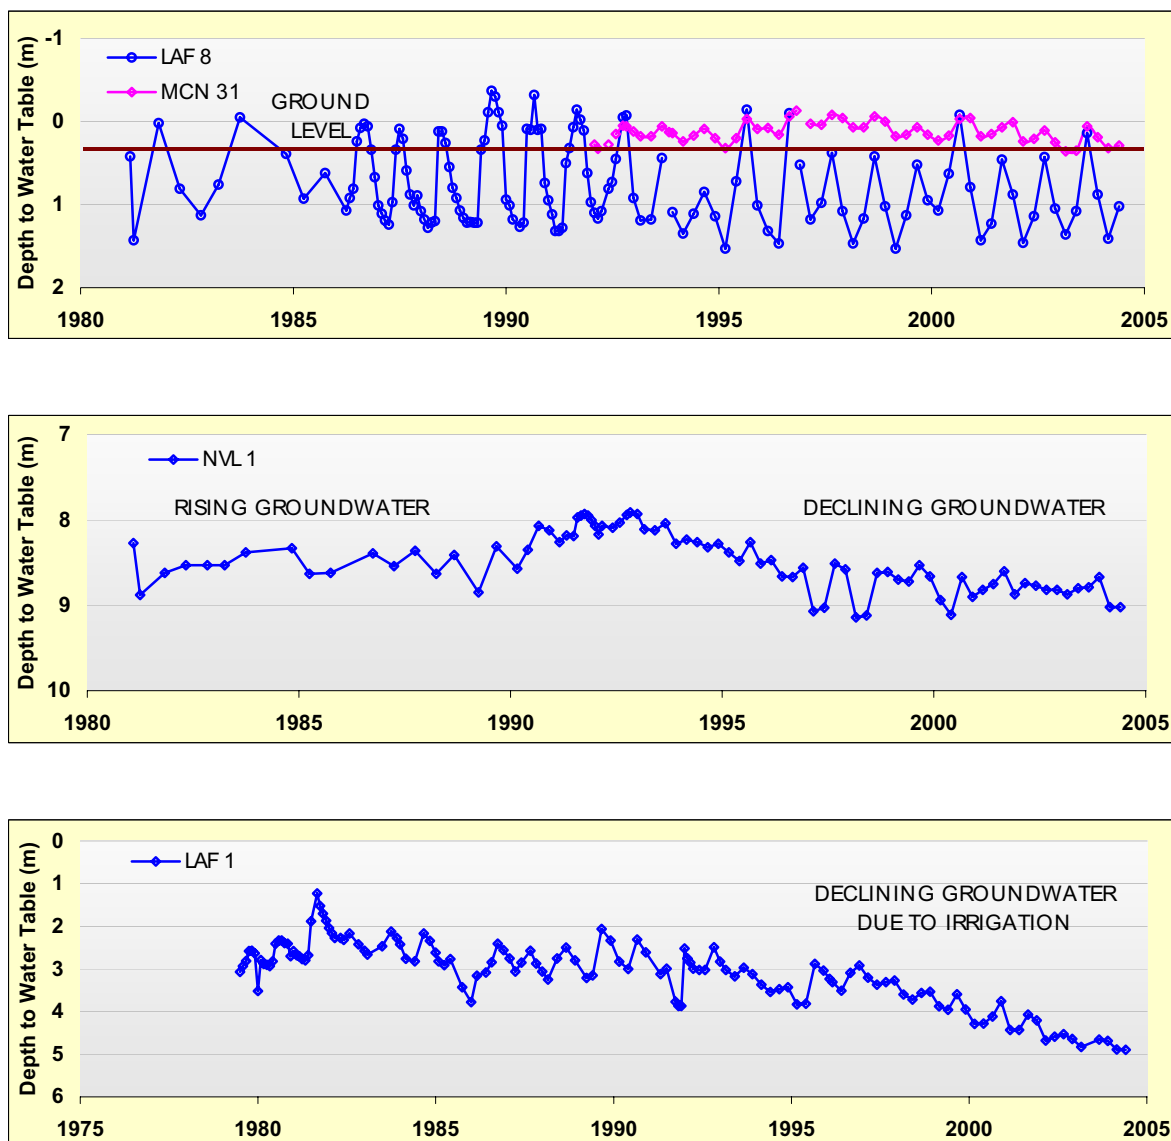 Depth to Water Table (m)
-1
0
1
2
LAF 8
MCN 31
GROUND
LEVEL
1980 1985 1990 1995 2000 2005
Depth to Water Table (m)
7
8
9
10
NVL 1
RISING GROUNDWATER DECLINING GROUNDWATER
1980 1985 1990 1995 2000 2005
Depth to Water Table (m)
0
1
2
3
4
5
6
LAF 1
DECLINING GROUNDWATER
DUE TO IRRIGATION
1975 1980 1985 1990 1995 2000 2005